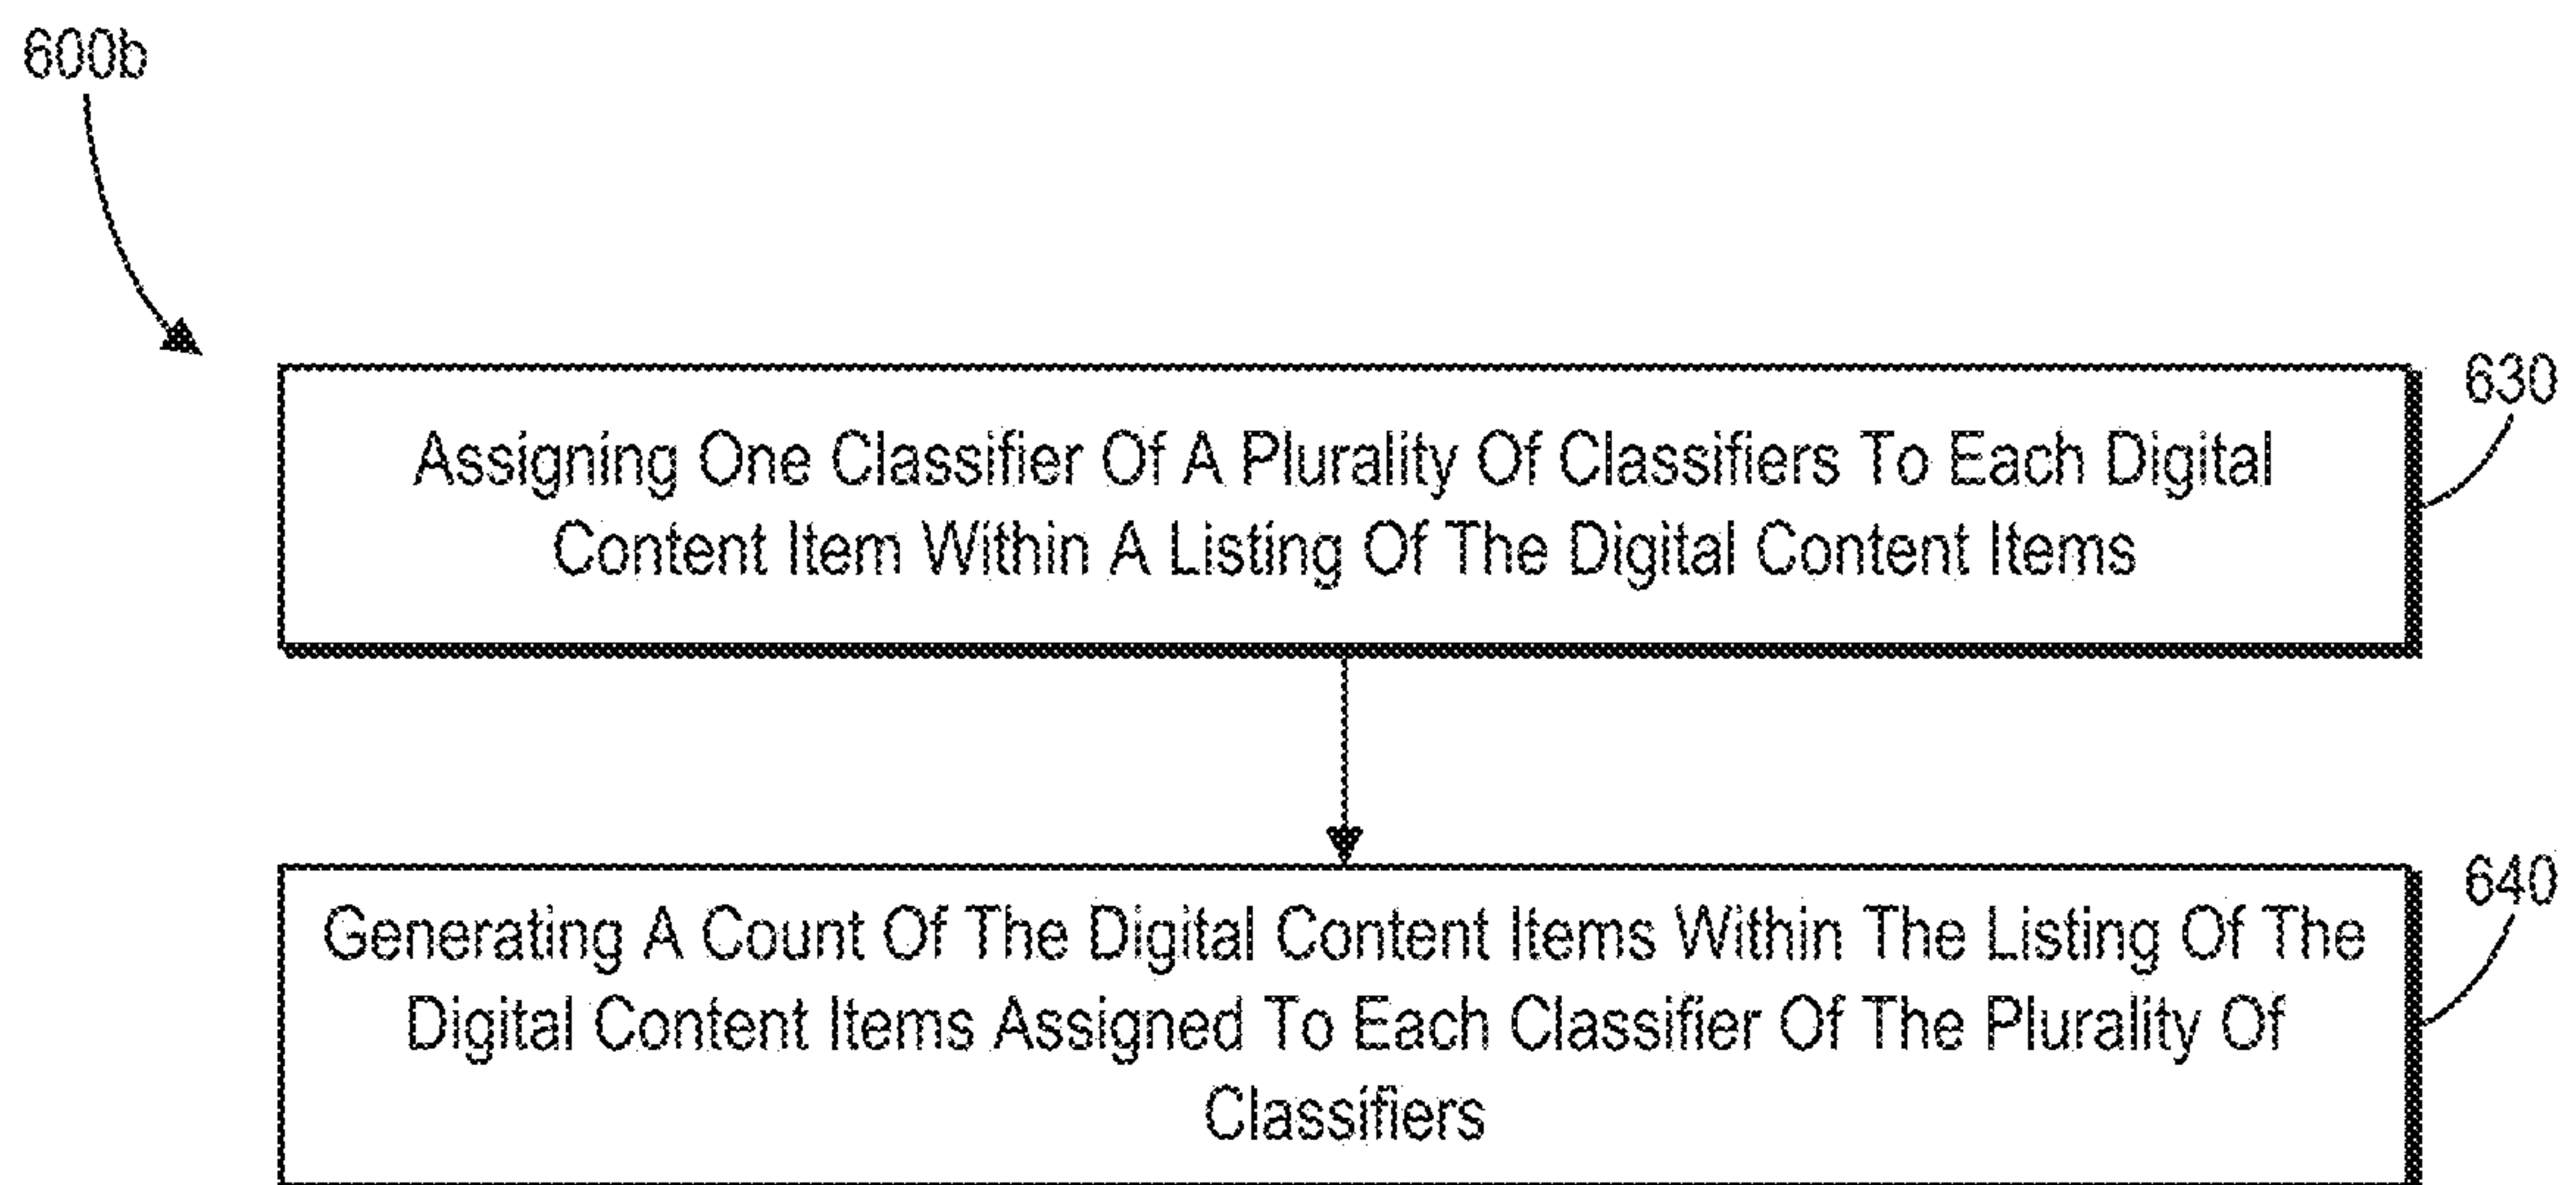 600b
630
Assigning One Classifier Of A Plurality Of Classifiers To Each Digital
Content Item Within A Listing Of The Digital Content Items
640
Generating A Count Of The Digital Content Items Within The Listing Of The
Digital Content Items Assigned To Each Classifier Of The Plurality Of
Classifiers